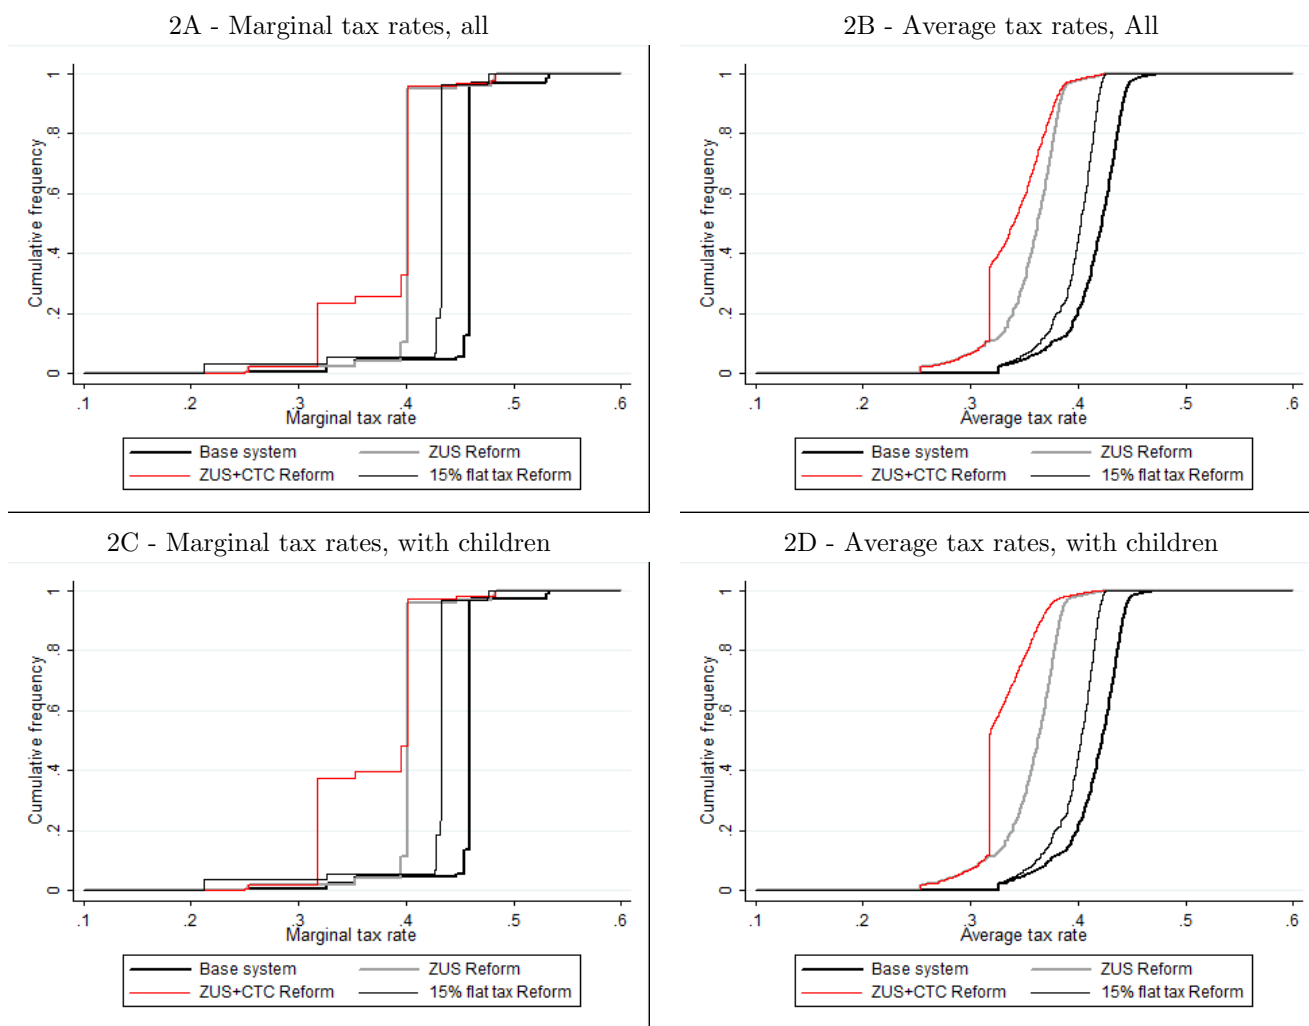 2A - Marginal tax rates, all
Cumulative frequency
1
.8
.6
.4
.2
0
.1 .2 .3 .4 .5 .6
Marginal tax rate
Base system ZUS Reform
ZUS+CTC Reform 15% flat tax Reform
2B - Average tax rates, All
Cumulative frequency
1
.8
.6
.4
.2
0
.1 .2 .3 .4 .5 .6
Average tax rate
Base system ZUS Reform
ZUS+CTC Reform 15% flat tax Reform
2C - Marginal tax rates, with children
Cumulative frequency
1
.8
.6
.4
.2
0
.1 .2 .3 .4 .5 .6
Marginal tax rate
Base system ZUS Reform
ZUS+CTC Reform 15% flat tax Reform
2D - Average tax rates, with children
Cumulative frequency
1
.8
.6
.4
.2
0
.1 .2 .3 .4 .5 .6
Average tax rate
Base system ZUS Reform
ZUS+CTC Reform 15% flat tax Reform